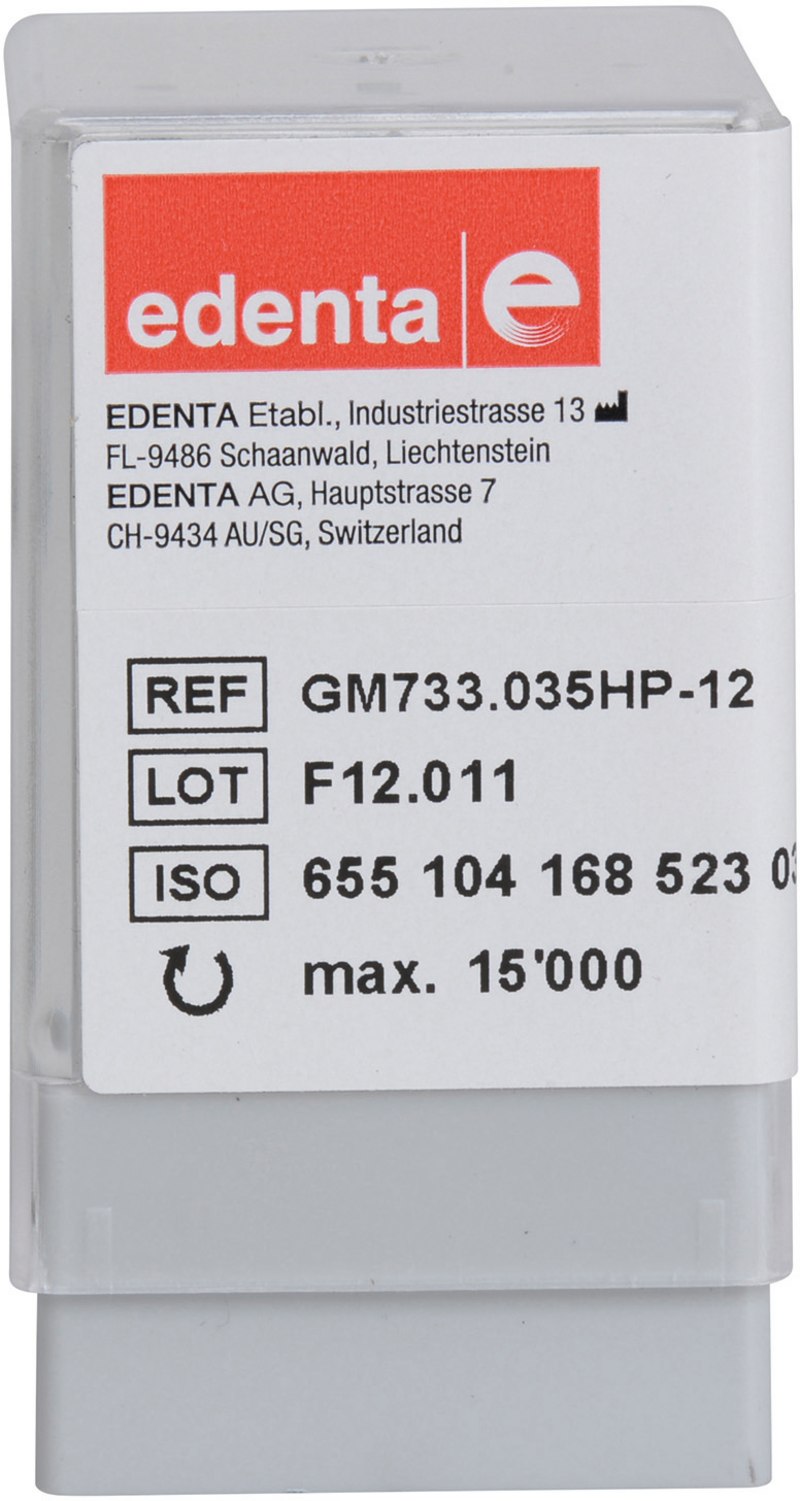 edenta e
EDENTA Etabl., Industriestrasse 13
FL-9486 Schaanwald, Liechtenstein
EDENTA AG, Hauptstrasse 7
CH-9434 AU/SG, Switzerland
REF GM733.035HP-12
LOT F12.011
ISO 655 104 168 523
max. 15'000